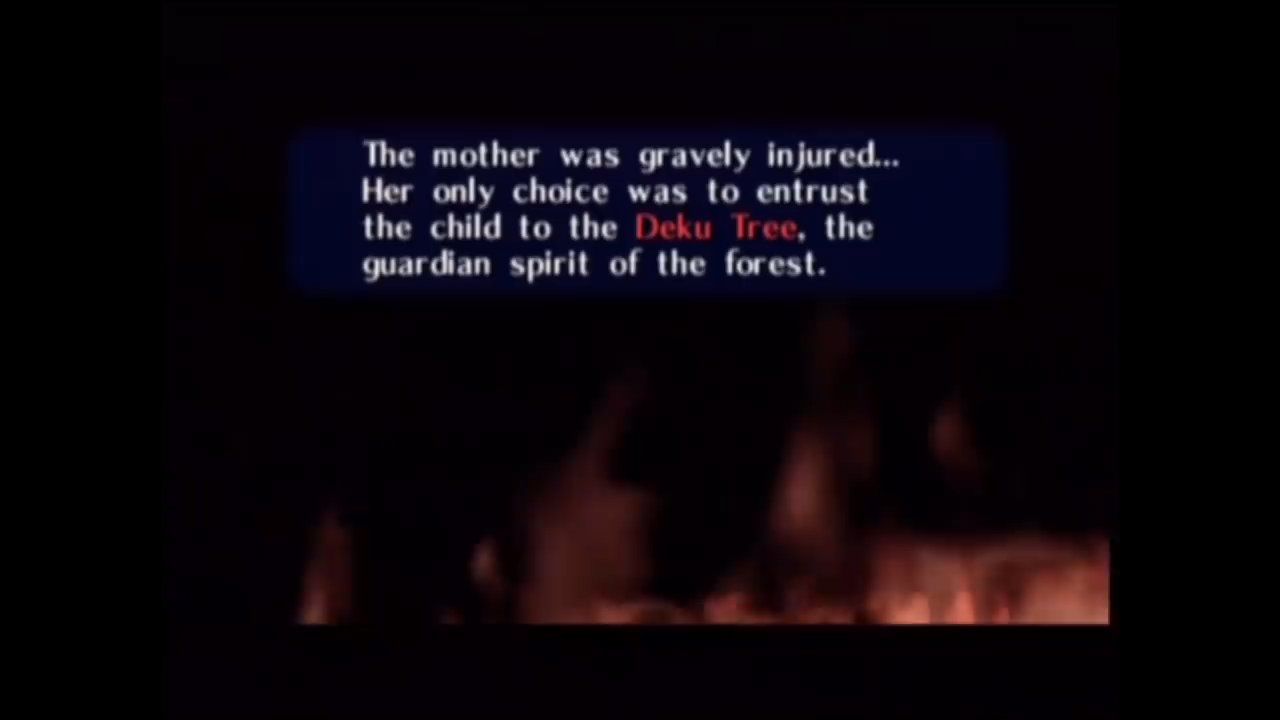 The mother was gravely injured...
Her only choice was to entrust
the child to the Deku Tree, the
guardian spirit of the forest.